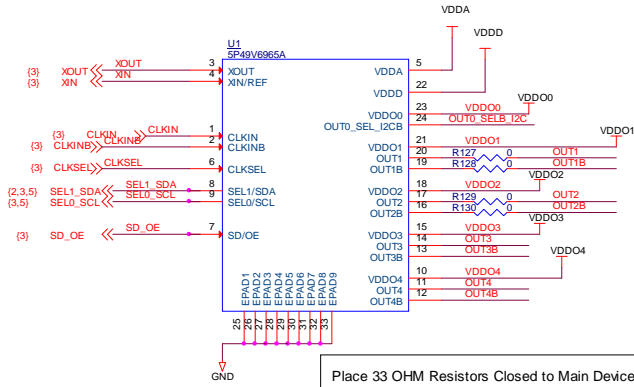 U1
5P49V6965A
VDDA
VDDD
{3} XOUT XOUT 3 XOUT
{3} XIN XIN 4 XIN/REF
5 VDDA
22 VDDD
23 VDDO0 VDDO0
OUT0_SEL_I2CB 24 OUT0_SELB_I2C
{3} CLKIN CLKIN 1 CLKIN
{3} CLKINB CLKINB 2 CLKINB
VDDO1 21 VDDO1 VDDO1
OUT1 20 R127 0 OUT1
OUT1B 19 R128 0 OUT1B
{3} CLKSEL CLKSEL 6 CLKSEL
{2,3,5} SEL1_SDA SEL1_SDA 8 SEL1/SDA
{3,5} SEL0_SCL SEL0_SCL 9 SEL0/SCL
VDDO2 18 VDDO2 VDDO2
OUT2 17 R129 0 OUT2
OUT2B 16 R130 0 OUT2B
{3} SD_OE SD_OE 7 SD/OE
VDDO3 15 VDDO3 VDDO3
OUT3 14 OUT3
OUT3B 13 OUT3B
VDDO4 10 VDDO4 VDDO4
OUT4 11 OUT4
OUT4B 12 OUT4B
EPAD1 EPAD2 EPAD3 EPAD4 EPAD5 EPAD6 EPAD7 EPAD8 EPAD9
25 26 27 28 29 30 31 32 33
GND
Place 33 OHM Resistors Closed to Main Device